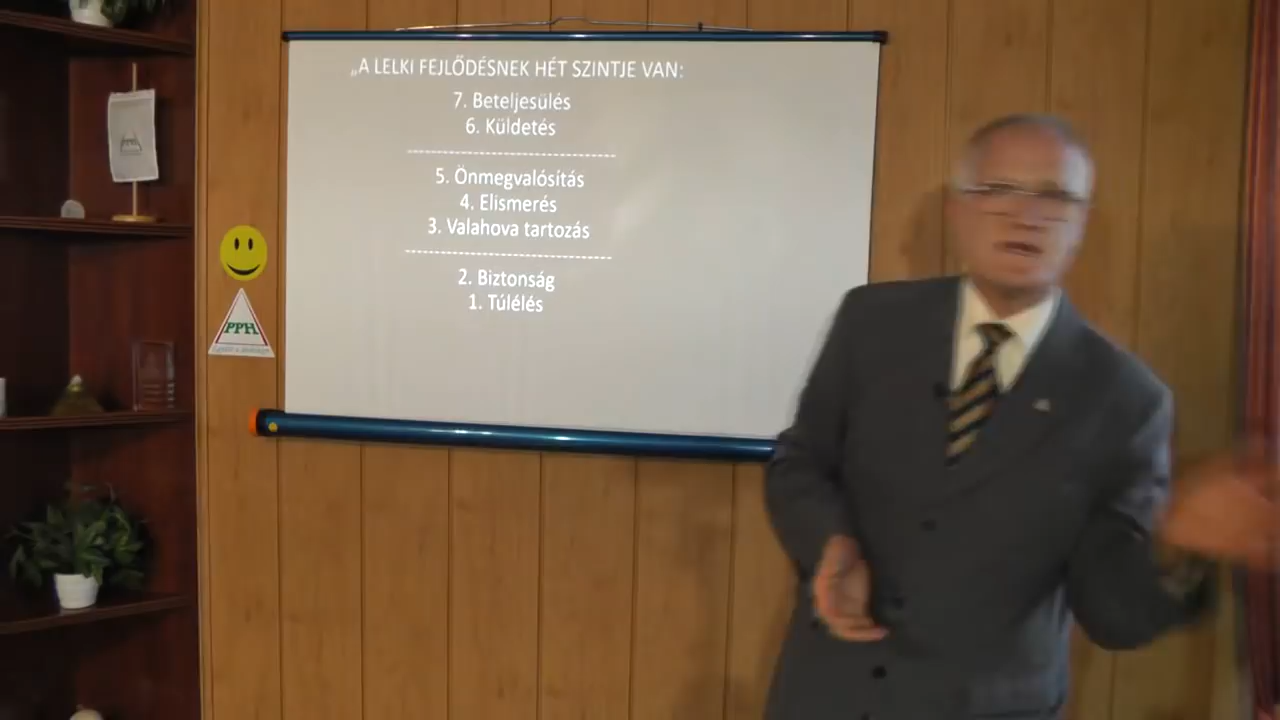 „A LELKI FEJLŐDÉSNEK HÉT SZINTJE VAN:
7. Beteljesülés
6. Küldetés
5. Önmegvalósítás
4. Elismerés
3. Valahova tartozás
2. Biztonság
1. Túlélés
PPH